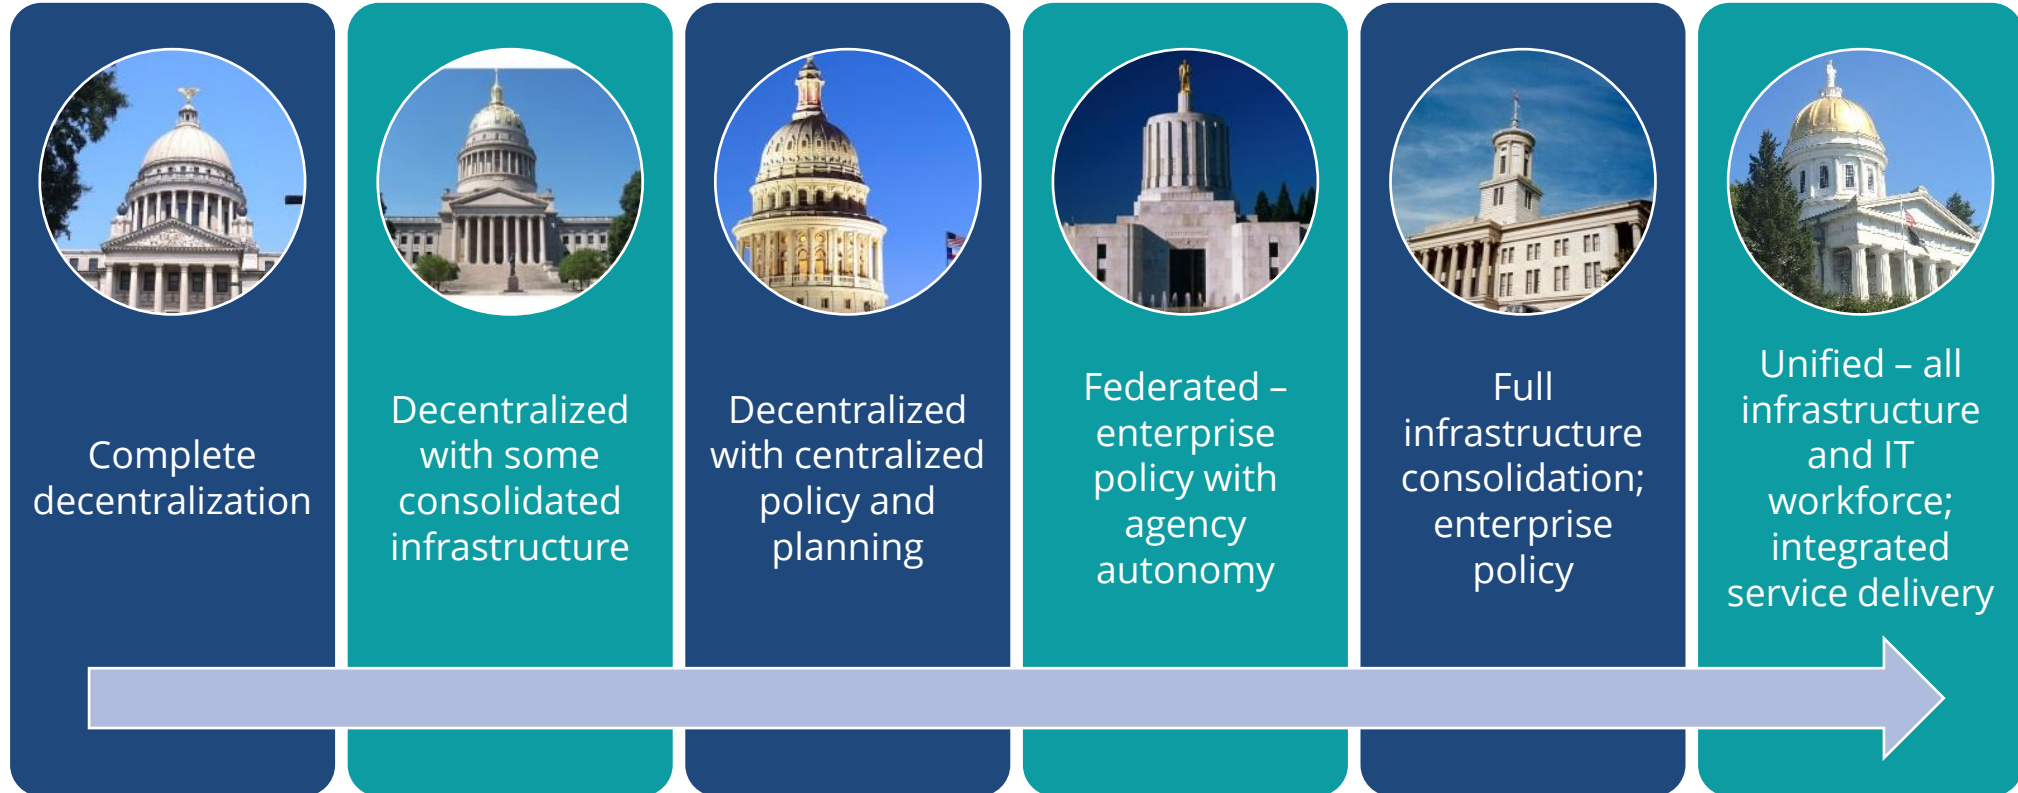 Complete
decentralization
Decentralized
with some
consolidated
infrastructure
Decentralized
with centralized
policy and
planning
Federated –
enterprise
policy with
agency
autonomy
Full
infrastructure
consolidation;
enterprise
policy
Unified – all
infrastructure
and IT
workforce;
integrated
service delivery